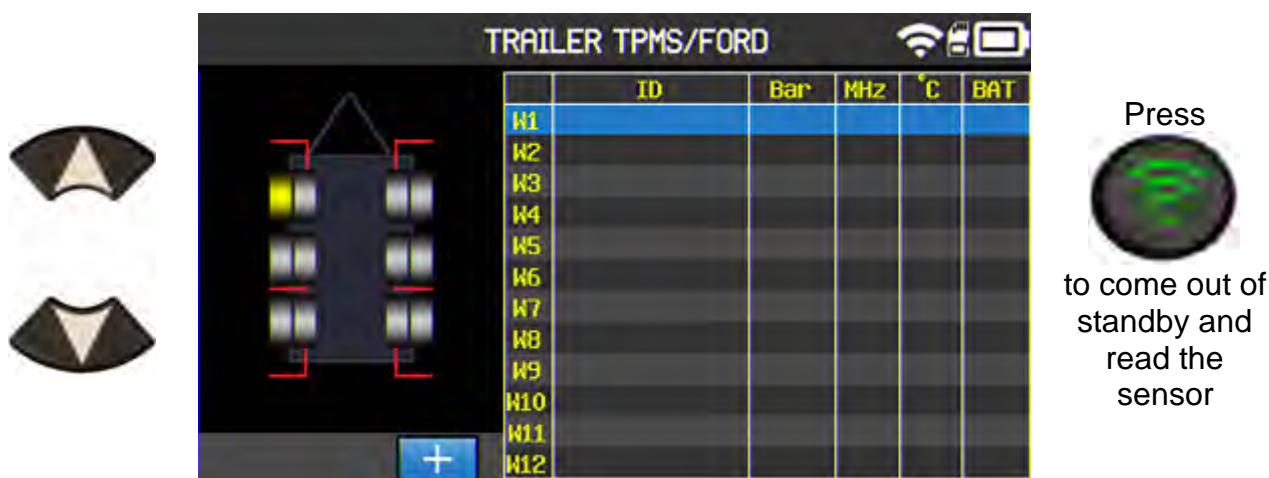 TRAILER TPMS/FORD
ID Bar MHz °C BAT
W1
W2
W3
W4
W5
W6
W7
W8
W9
W10
W11
W12
+
Press
to come out of
standby and
read the
sensor